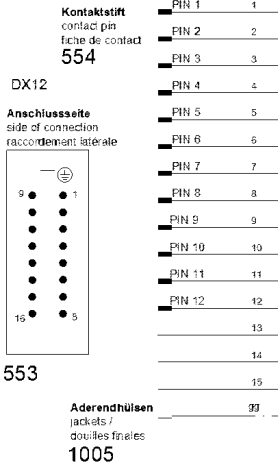 Kontaktstift
contact pin
fiche de contact
554
DX12
Anschlussseite
side of connection
raccordement latérale
9 1
16 5
553
Aderendhülsen
jackets /
douilles finales
1005
PIN 1 1
PIN 2 2
PIN 3 3
PIN 4 4
PIN 5 5
PIN 6 6
PIN 7 7
PIN 8 8
PIN 9 9
PIN 10 10
PIN 11 11
PIN 12 12
13
14
15
gg